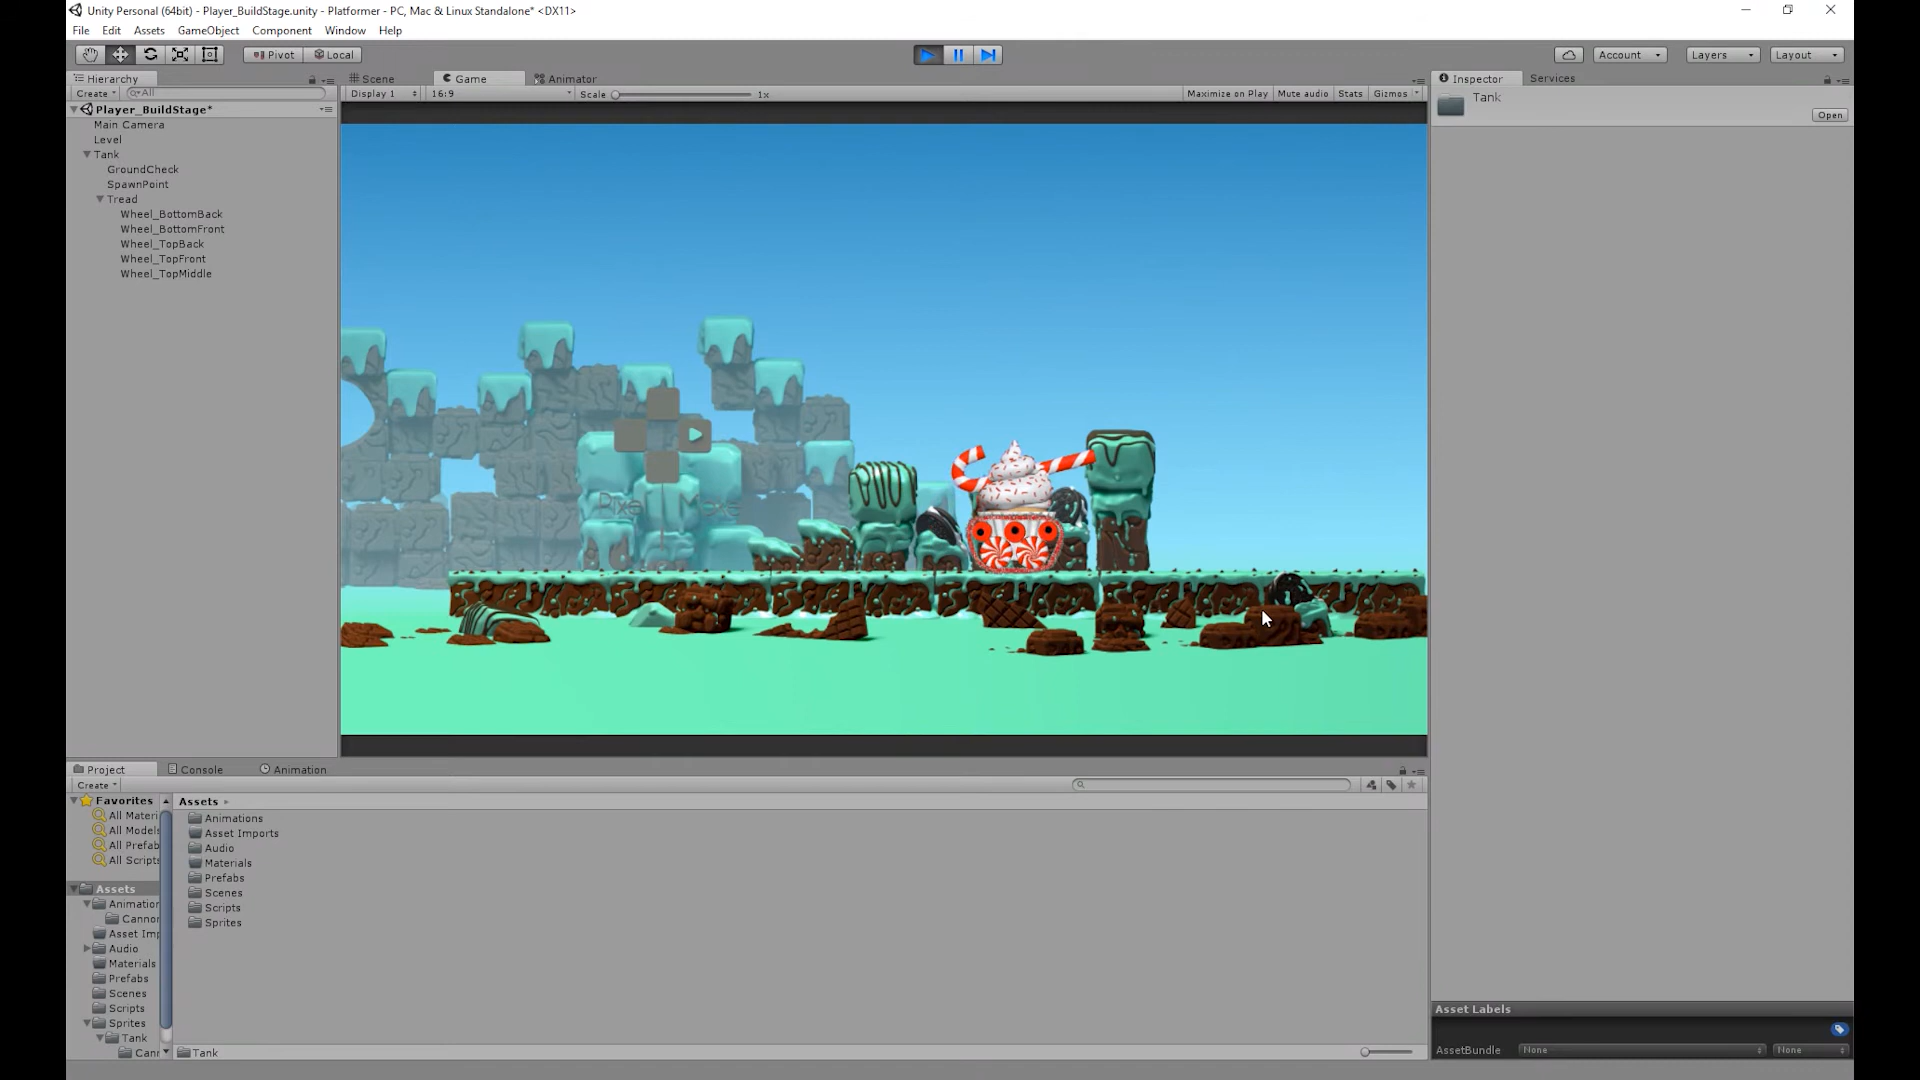 Unity Personal (64bit) - Player_BuildStage.unity - Platformer - PC, Mac & Linux Standalone* <DX11>
File Edit Assets GameObject Component Window Help
Pivot Local Account Layers Layout
Hierarchy
Create All
Player_BuildStage*
Main Camera
Level
Tank
GroundCheck
SpawnPoint
Tread
Wheel_BottomBack
Wheel_BottomFront
Wheel_TopBack
Wheel_TopFront
Wheel_TopMiddle
Scene Game Animator
Display 1 16:9 Scale 1x Maximize on Play Mute audio Stats Gizmos
Inspector Services
Tank
Open
Project Console Animation
Create
Favorites
All Materi
All Models
All Prefab
All Scripts
Assets
Animation
Cannon
Asset Imp
Audio
Materials
Prefabs
Scenes
Scripts
Sprites
Tank
Cann
Assets
Animations
Asset Imports
Audio
Materials
Prefabs
Scenes
Scripts
Sprites
Tank
Asset Labels
AssetBundle None None